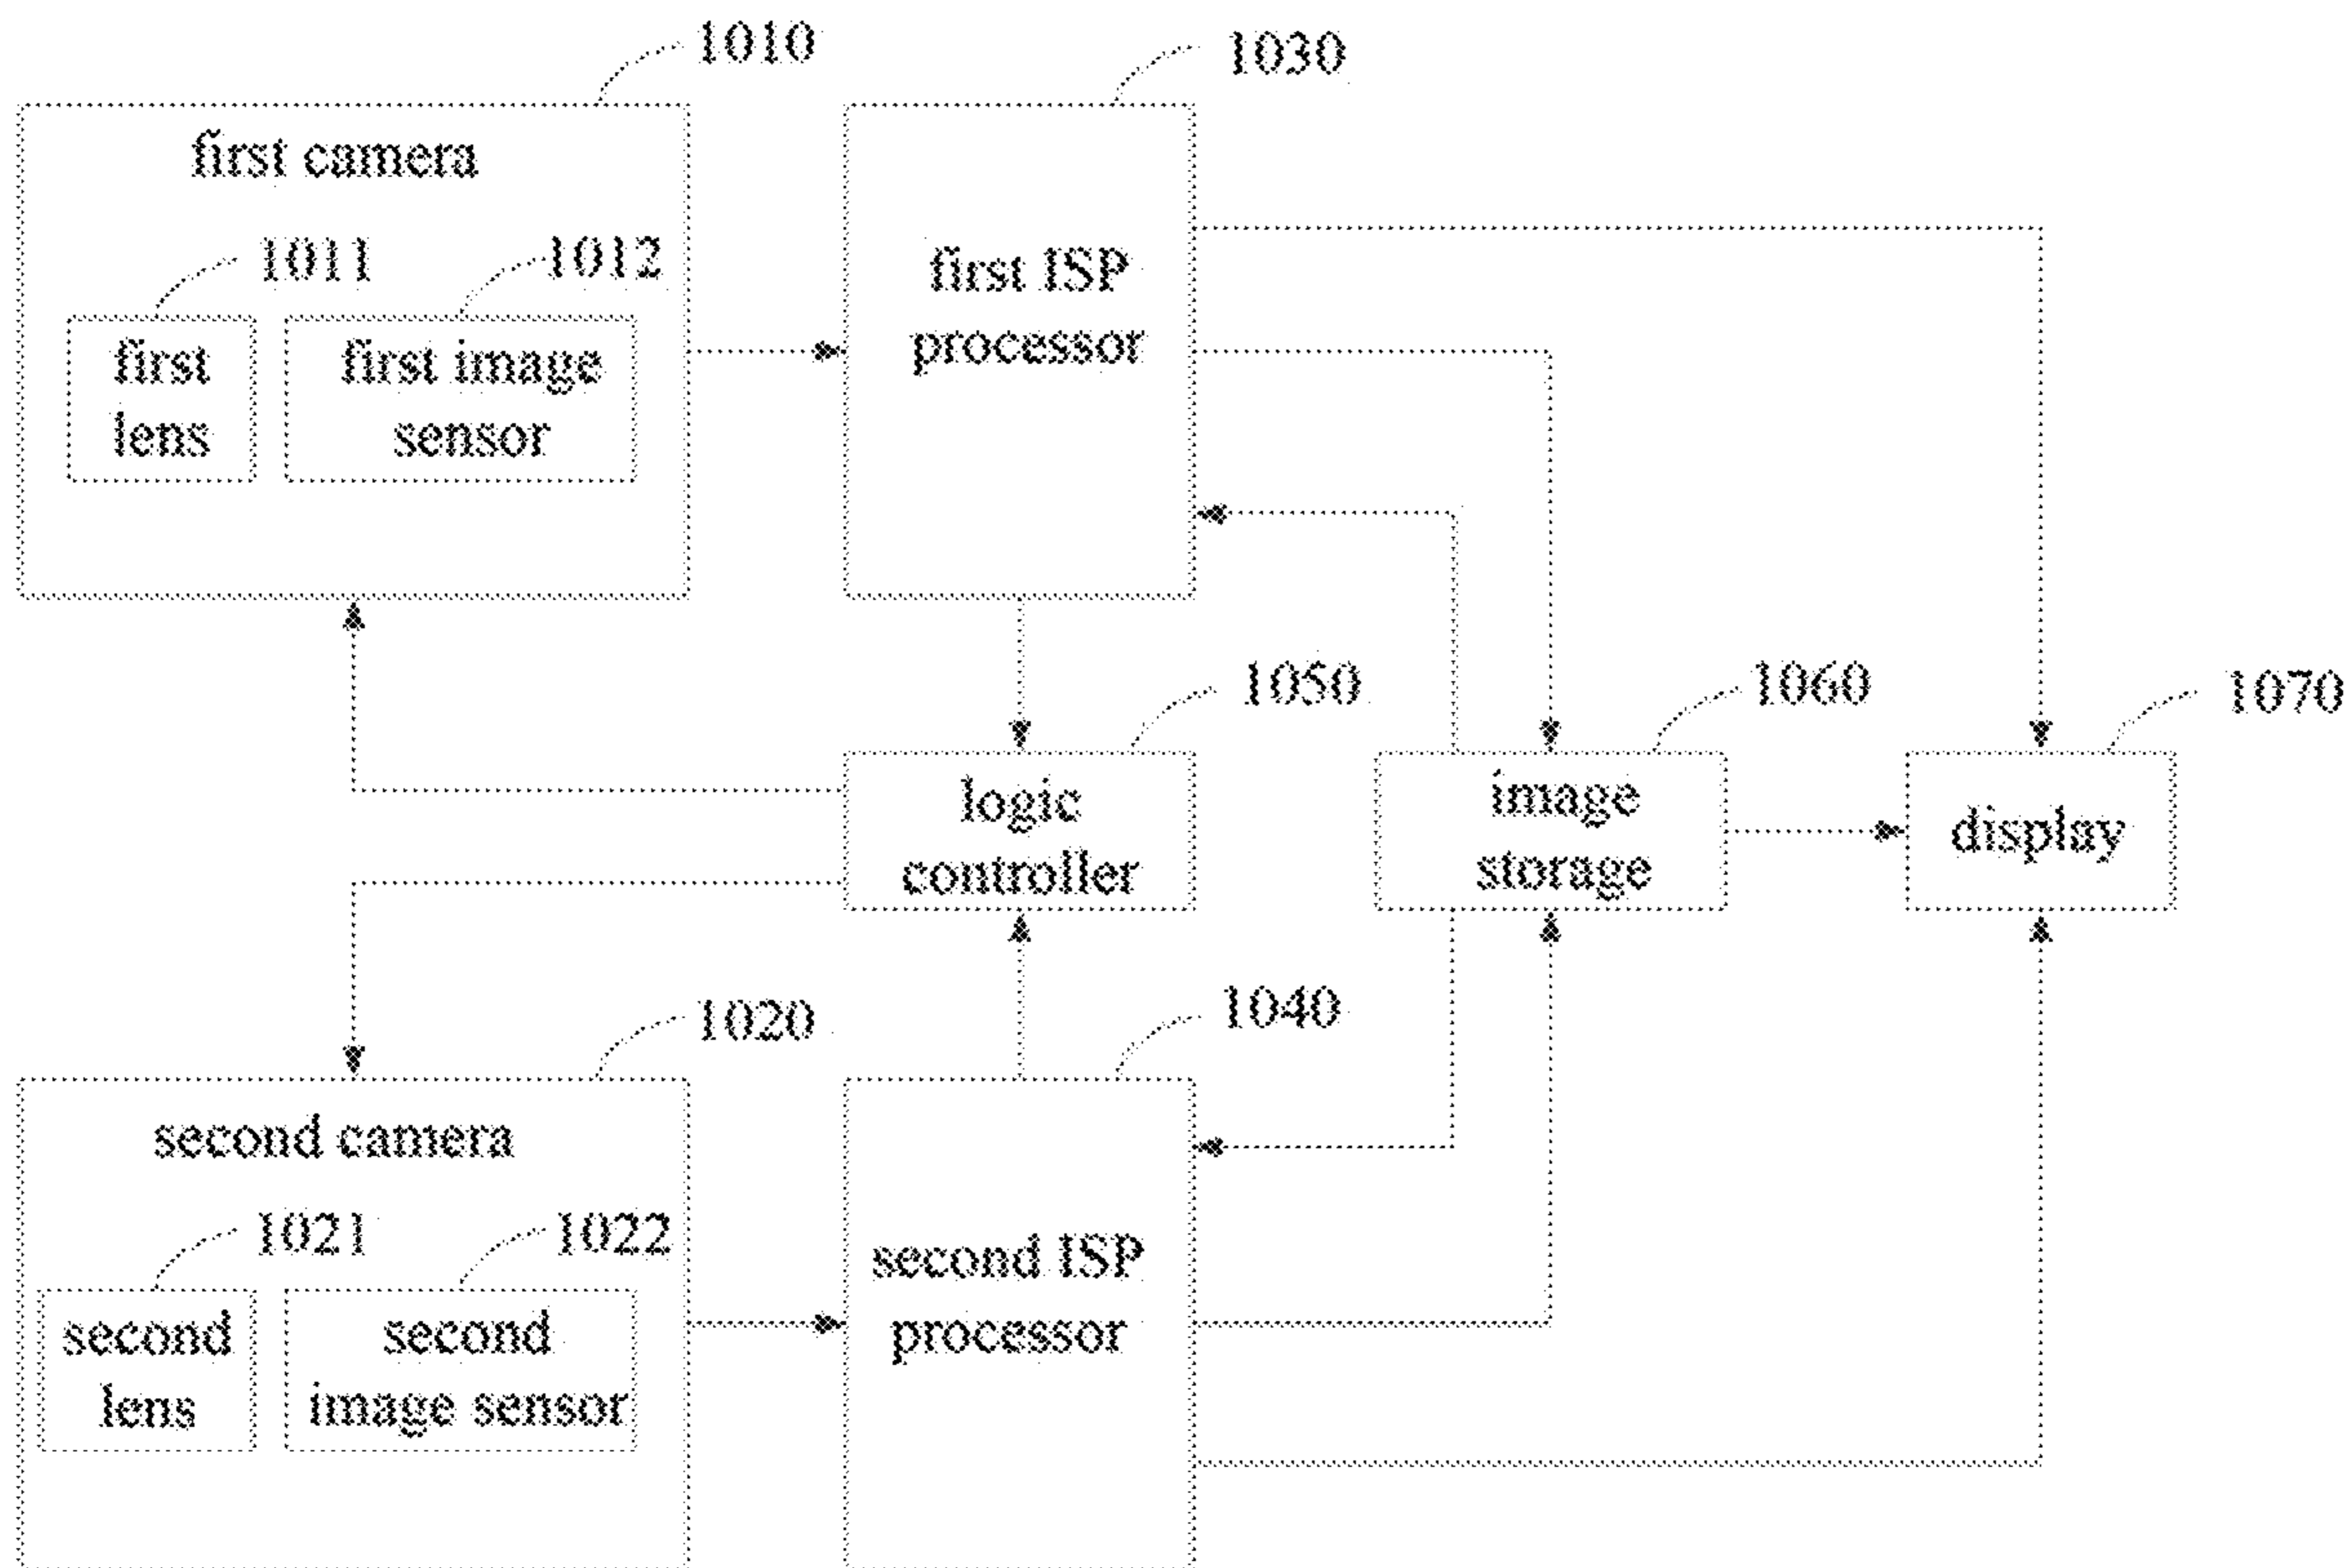 1010
1030
first camera
1011
1012
first ISP
processor
first
lens
first image
sensor
1050
1060
1070
logic
controller
image
storage
display
1020
1040
second camera
1021
1022
second ISP
processor
second
lens
second
image sensor